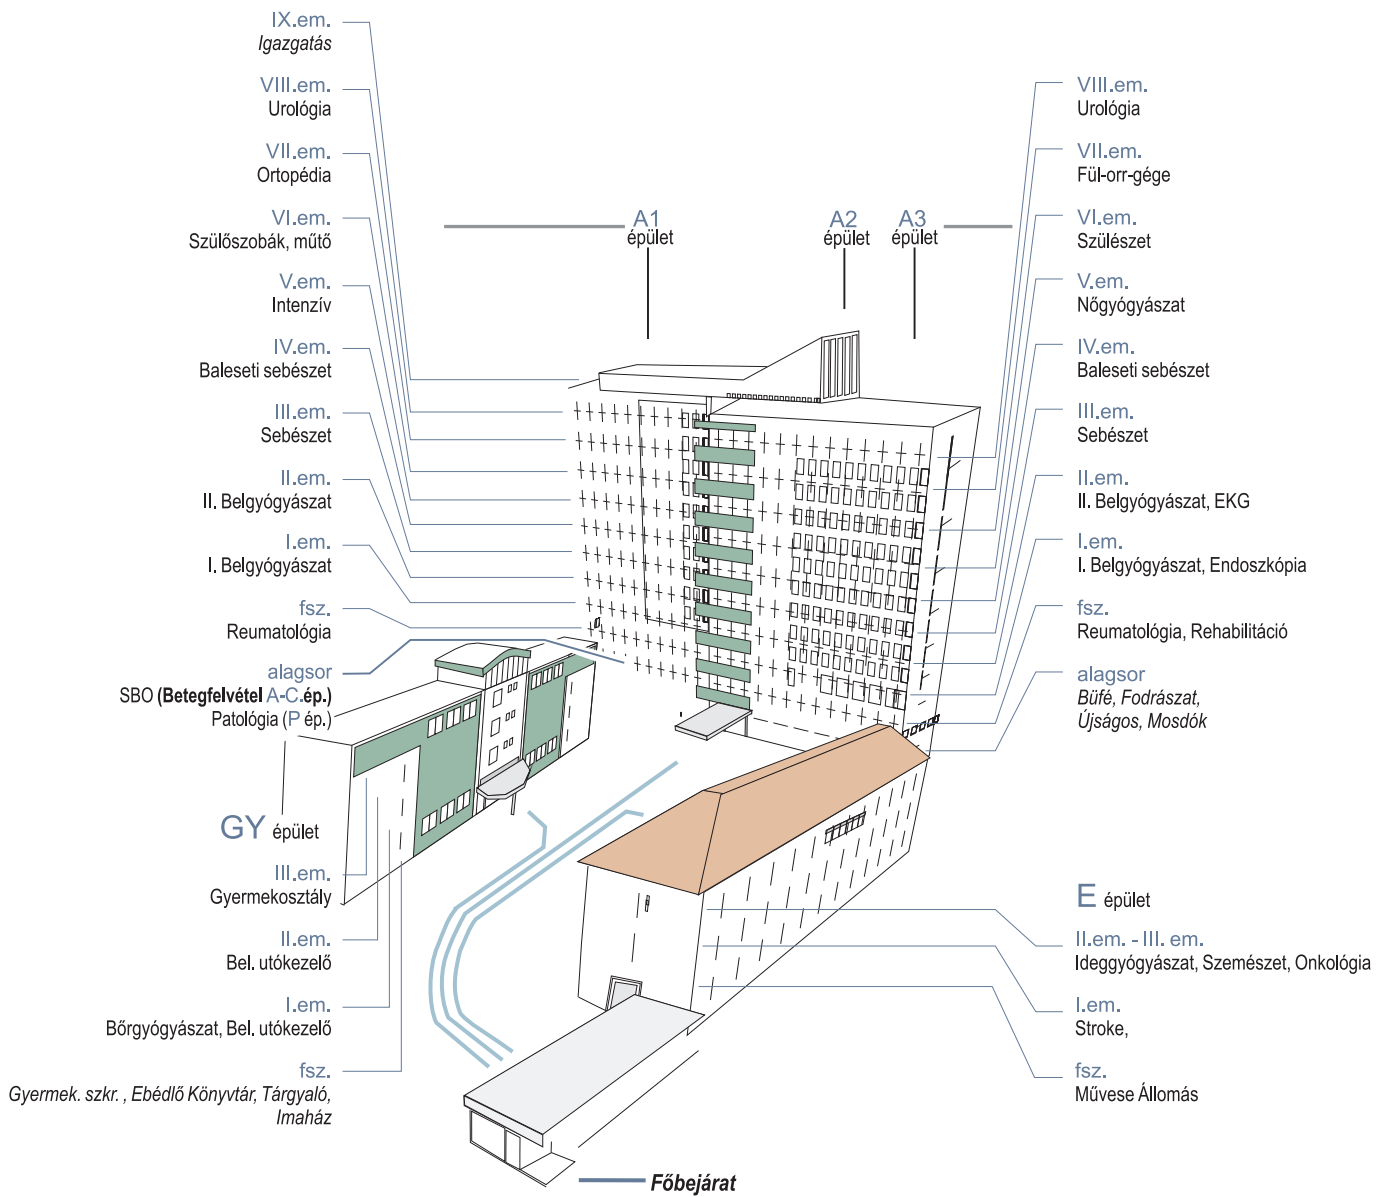 IX.em.
Igazgatás
VIII.em.
Urológia
VII.em.
Ortopédia
VI.em.
Szülőszobák, műtő
V.em.
Intenzív
IV.em.
Baleseti sebészet
III.em.
Sebészet
II.em.
II. Belgyógyászat
I.em.
I. Belgyógyászat
fsz.
Reumatológia
alagsor
SBO (Betegfelvétel A-C.ép.)
Patológia (P ép.)
GY épület
III.em.
Gyermekosztály
II.em.
Bel. utókezelő
I.em.
Bőrgyógyászat, Bel. utókezelő
fsz.
Gyermek. szkr. , Ebédlő Könyvtár, Tárgyaló,
Imaház
A1
épület
A2
épület
A3
épület
VIII.em.
Urológia
VII.em.
Fül-orr-gége
VI.em.
Szülészet
V.em.
Nőgyógyászat
IV.em.
Baleseti sebészet
III.em.
Sebészet
II.em.
II. Belgyógyászat, EKG
I.em.
I. Belgyógyászat, Endoszkópia
fsz.
Reumatológia, Rehabilitáció
alagsor
Büfé, Fodrászat,
Újságos, Mosdók
E épület
II.em. - III. em.
Ideggyógyászat, Szemészet, Onkológia
I.em.
Stroke,
fsz.
Művese Állomás
Főbejárat